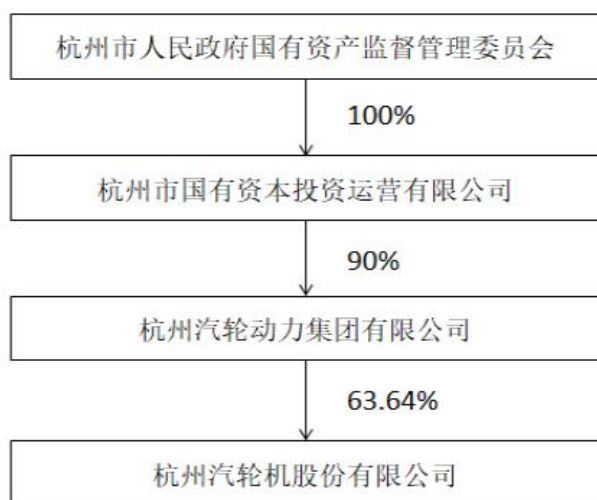 杭州市人民政府国有资产监督管理委员会
100%
杭州市国有资本投资运营有限公司
90%
杭州汽轮动力集团有限公司
63.64%
杭州汽轮机股份有限公司